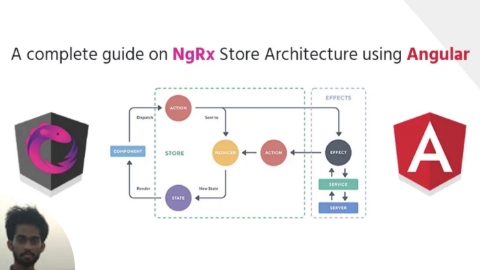 A complete guide on NgRx Store Architecture using Angular
EFFECTS
ACTION
Dispatch
Sent to
COMPONENT
STORE
REDUCER
ACTION
EFFECT
Render
New State
STATE
SERVICE
SERVER
A